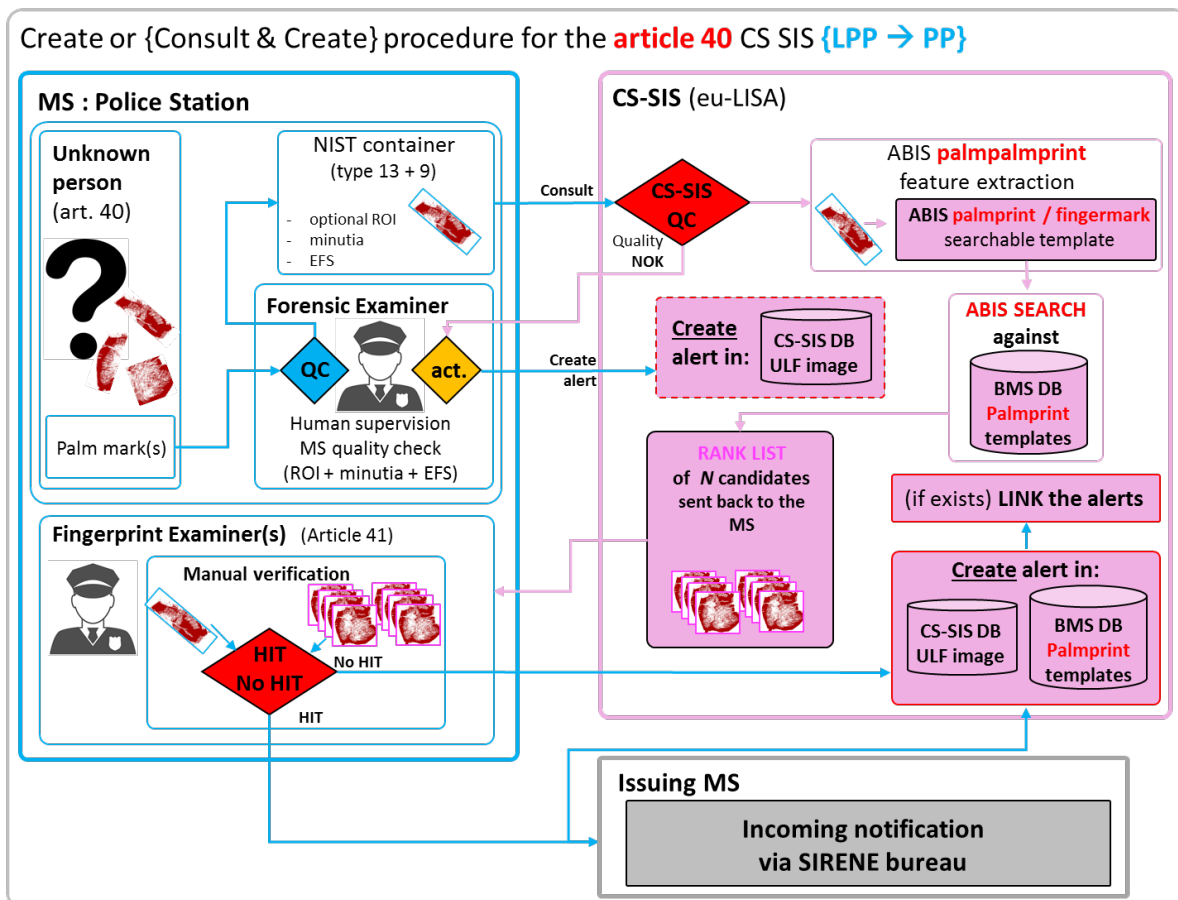 Create or {Consult & Create} procedure for the article 40 CS SIS {LPP → PP}
MS : Police Station
Unknown
person
(art. 40)
?
Palm mark(s)
NIST container
(type 13 + 9)
- optional ROI
- minutia
- EFS
Forensic Examiner
QC
act.
Human supervision
MS quality check
(ROI + minutia + EFS)
Consult
Create
alert
CS-SIS (eu-LISA)
CS-SIS
QC
Quality
NOK
ABIS palmpalmprint
feature extraction
ABIS palmprint / fingermark
searchable template
Create
alert in:
CS-SIS DB
ULF image
ABIS SEARCH
against
BMS DB
Palmprint
templates
RANK LIST
of N candidates
sent back to the
MS
(if exists) LINK the alerts
Create alert in:
CS-SIS DB
ULF image
BMS DB
Palmprint
templates
Fingerprint Examiner(s) (Article 41)
Manual verification
HIT
No HIT
No HIT
HIT
Issuing MS
Incoming notification
via SIRENE bureau